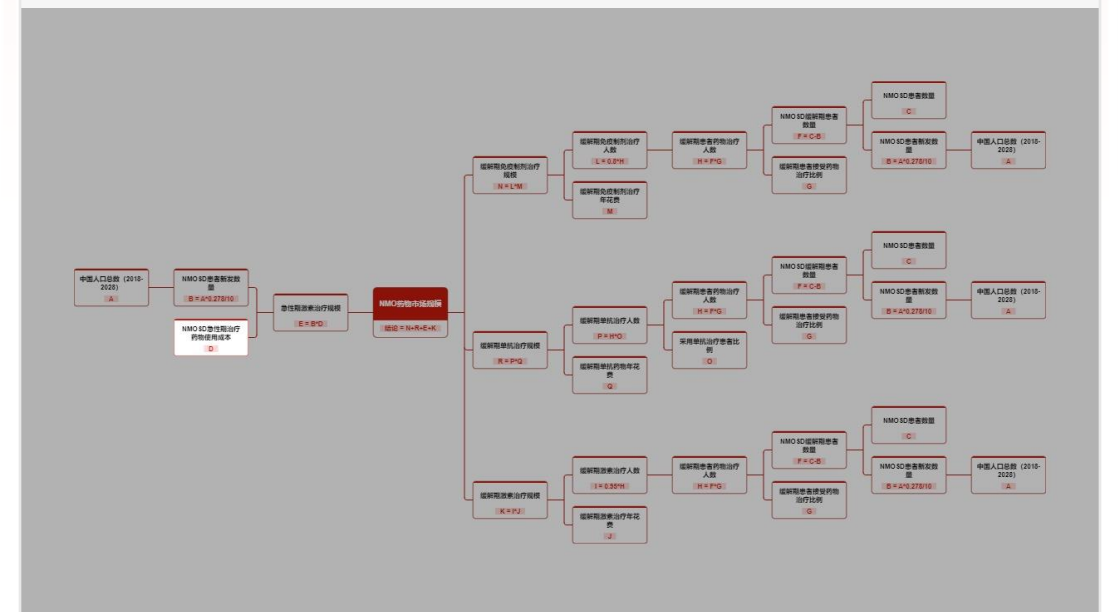 NMOSD患者数量
C
NMOSD缓解期患者
数量
F = C-B
缓解期免疫制剂治疗
人数
L = 0.8*H
缓解期患者药物治疗
人数
H = F*G
NMOSD患者新发数
量
B = A*0.278/10
中国人口总数（2018-
2028）
A
缓解期免疫制剂治疗
规模
N = L*M
缓解期患者接受药物
治疗比例
G
缓解期免疫制剂治疗
年花费
M
NMOSD患者数量
C
NMOSD缓解期患者
数量
F = C-B
中国人口总数（2018-
2028）
A
NMOSD患者新发数
量
B = A*0.278/10
缓解期患者药物治疗
人数
H = F*G
NMOSD患者新发数
量
B = A*0.278/10
中国人口总数（2018-
2028）
A
急性期激素治疗规模
E = B*D
NMO药物市场规模
结论 = N+R+E+K
缓解期单抗治疗人数
P = H*O
缓解期患者接受药物
治疗比例
G
NMOSD急性期治疗
药物使用成本
D
缓解期单抗治疗规模
R = P*Q
采用单抗治疗患者比
例
O
缓解期单抗药物年花
费
Q
NMOSD患者数量
C
NMOSD缓解期患者
数量
F = C-B
缓解期激素治疗人数
缓解期患者药物治疗
人数
H = F*G
NMOSD患者新发数
量
B = A*0.278/10
中国人口总数（2018-
2028）
A
缓解期激素治疗规模
K = I*J
缓解期患者接受药物
治疗比例
G
缓解期激素治疗年花
费
J